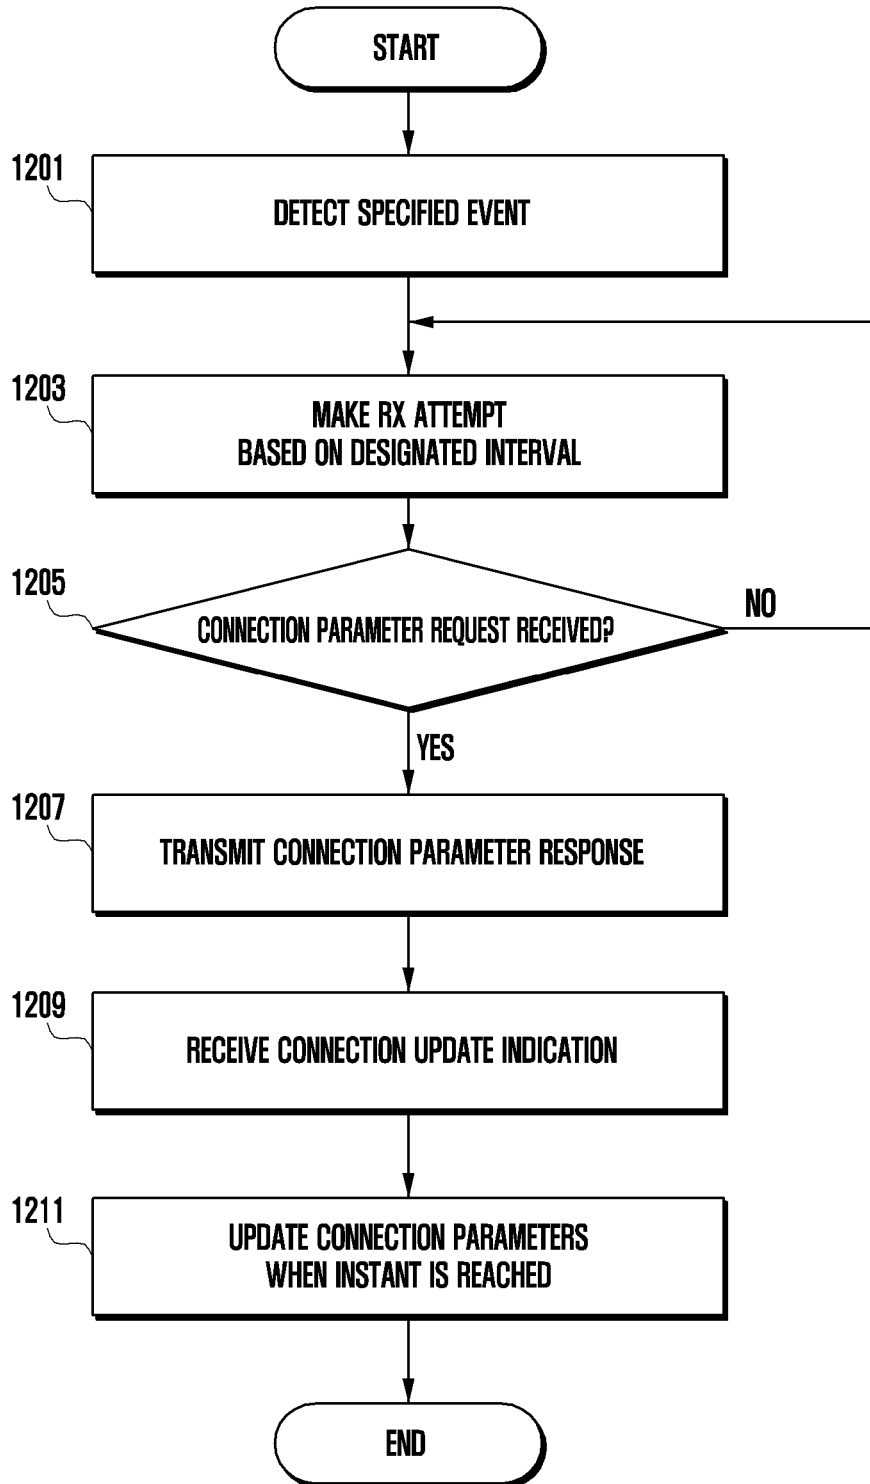 START
1201
DETECT SPECIFIED EVENT
1203
MAKE RX ATTEMPT
BASED ON DESIGNATED INTERVAL
1205
CONNECTION PARAMETER REQUEST RECEIVED?
NO
YES
1207
TRANSMIT CONNECTION PARAMETER RESPONSE
1209
RECEIVE CONNECTION UPDATE INDICATION
1211
UPDATE CONNECTION PARAMETERS
WHEN INSTANT IS REACHED
END